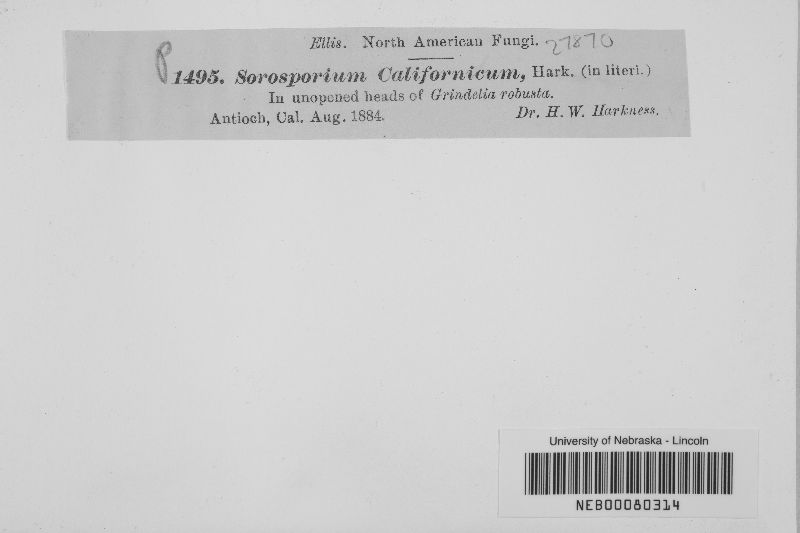 Ellis. North American Fungi. 27870
P
1495. Sorosporium Californicum, Hark. (in literi.)
In unopened heads of Grindelia robusta.
Antioch, Cal. Aug. 1884. Dr. H. W. Harkness.
University of Nebraska - Lincoln
NEB00080314